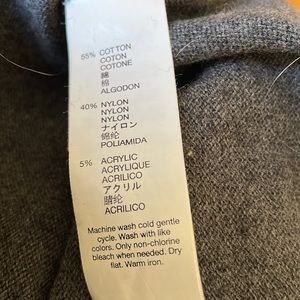 55% COTTON
COTON
COTONE
綿
棉
ALGODON
40% NYLON
NYLON
NYLON
ナイロン
锦纶
POLIAMIDA
5% ACRYLIC
ACRYLIQUE
ACRILICO
アクリル
腈纶
ACRILICO
Machine wash cold gentle
cycle. Wash with like
colors. Only non-chlorine
bleach when needed. Dry
flat. Warm iron.